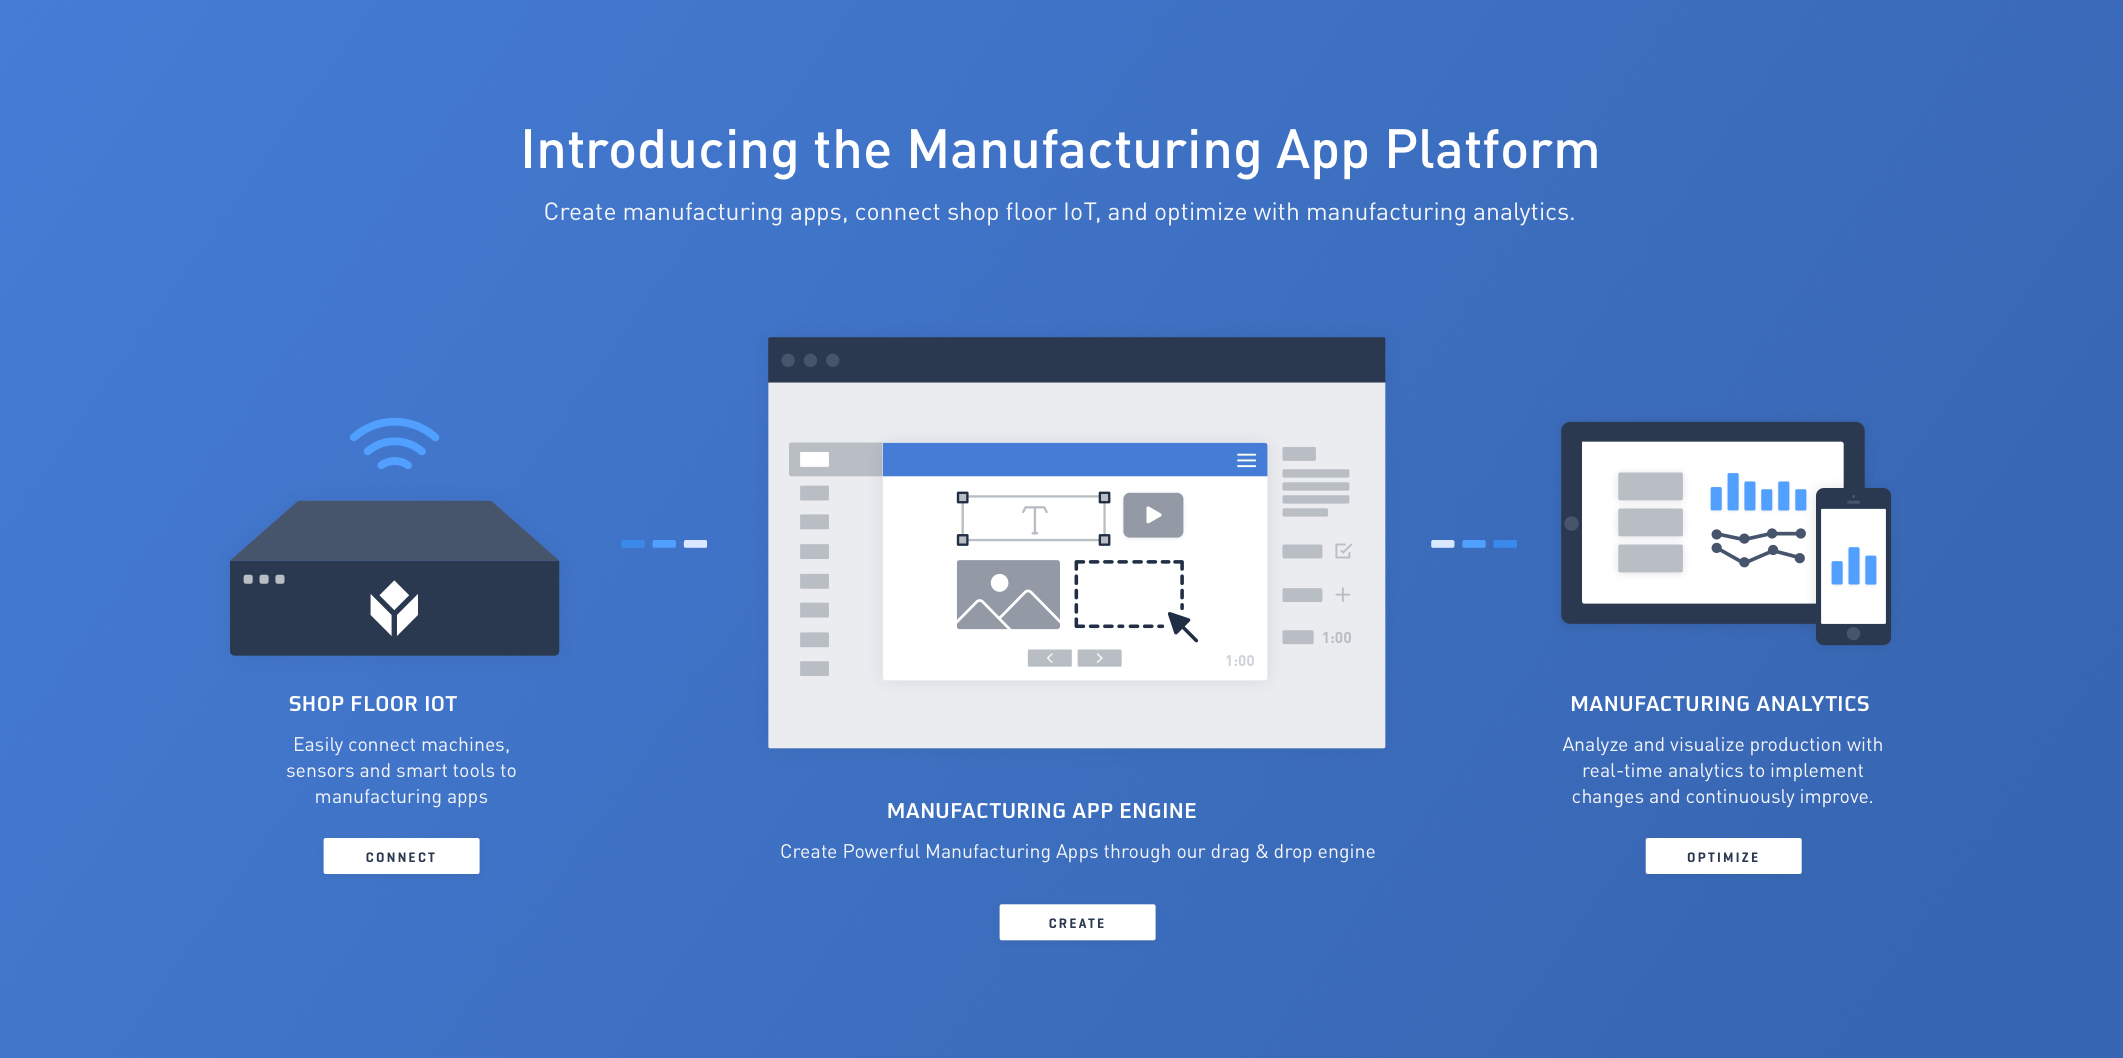 Introducing the Manufacturing App Platform
Create manufacturing apps, connect shop floor IoT, and optimize with manufacturing analytics.
T
1:00
1:00
SHOP FLOOR IOT
Easily connect machines,
sensors and smart tools to
manufacturing apps
CONNECT
MANUFACTURING APP ENGINE
Create Powerful Manufacturing Apps through our drag & drop engine
CREATE
MANUFACTURING ANALYTICS
Analyze and visualize production with
real-time analytics to implement
changes and continuously improve.
OPTIMIZE